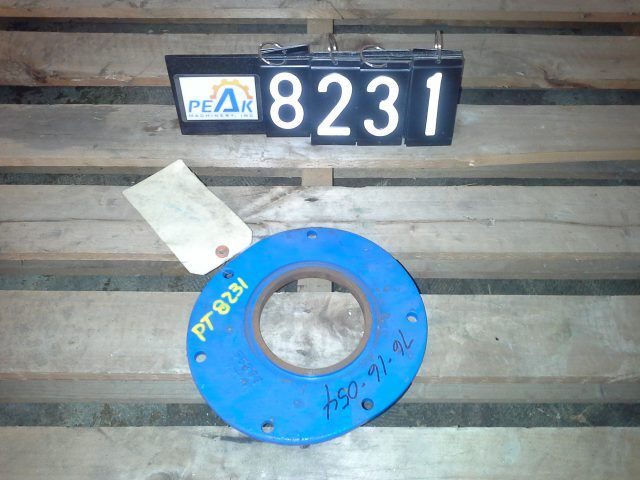 PEAK
MACHINERY, INC
8231
PT 8231
76-16-054